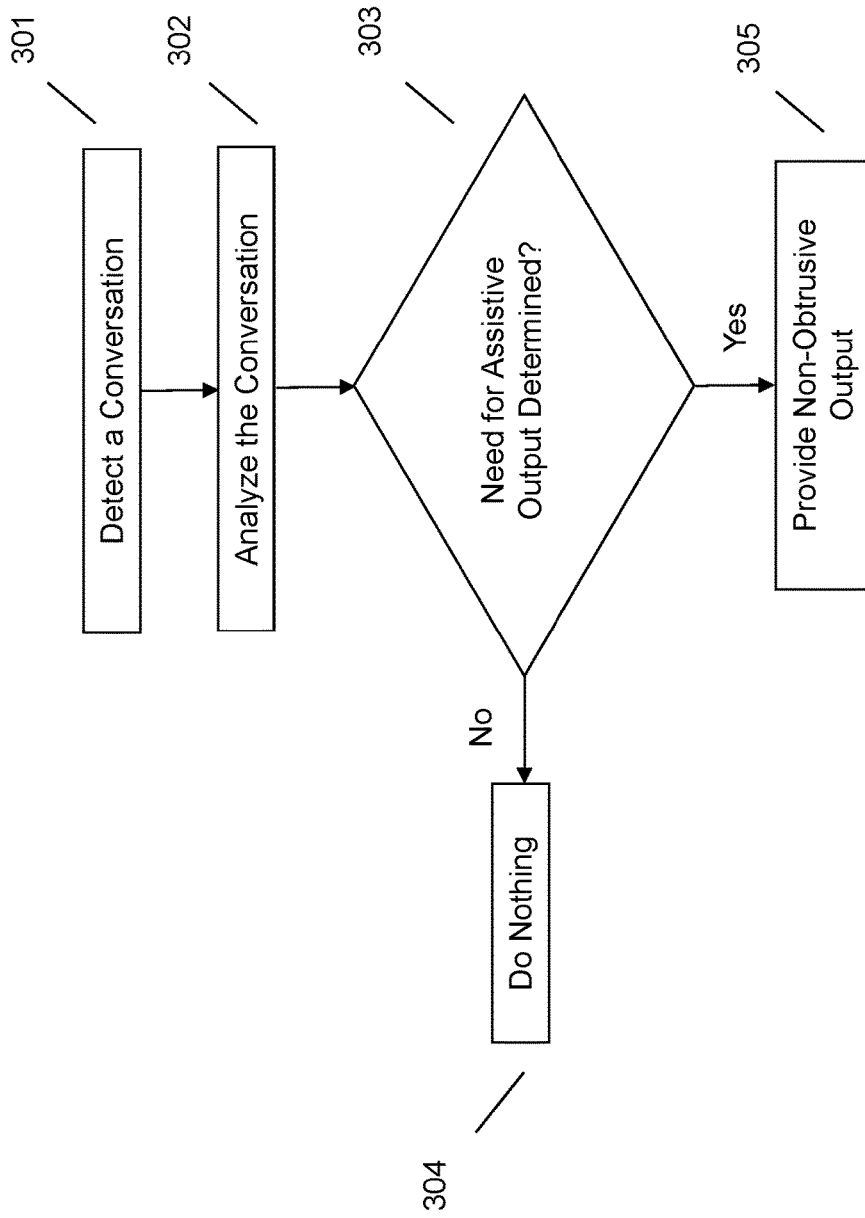 301
Detect a Conversation
302
Analyze the Conversation
303
Need for Assistive
Output Determined?
No
Do Nothing
304
Yes
305
Provide Non-Obtrusive
Output